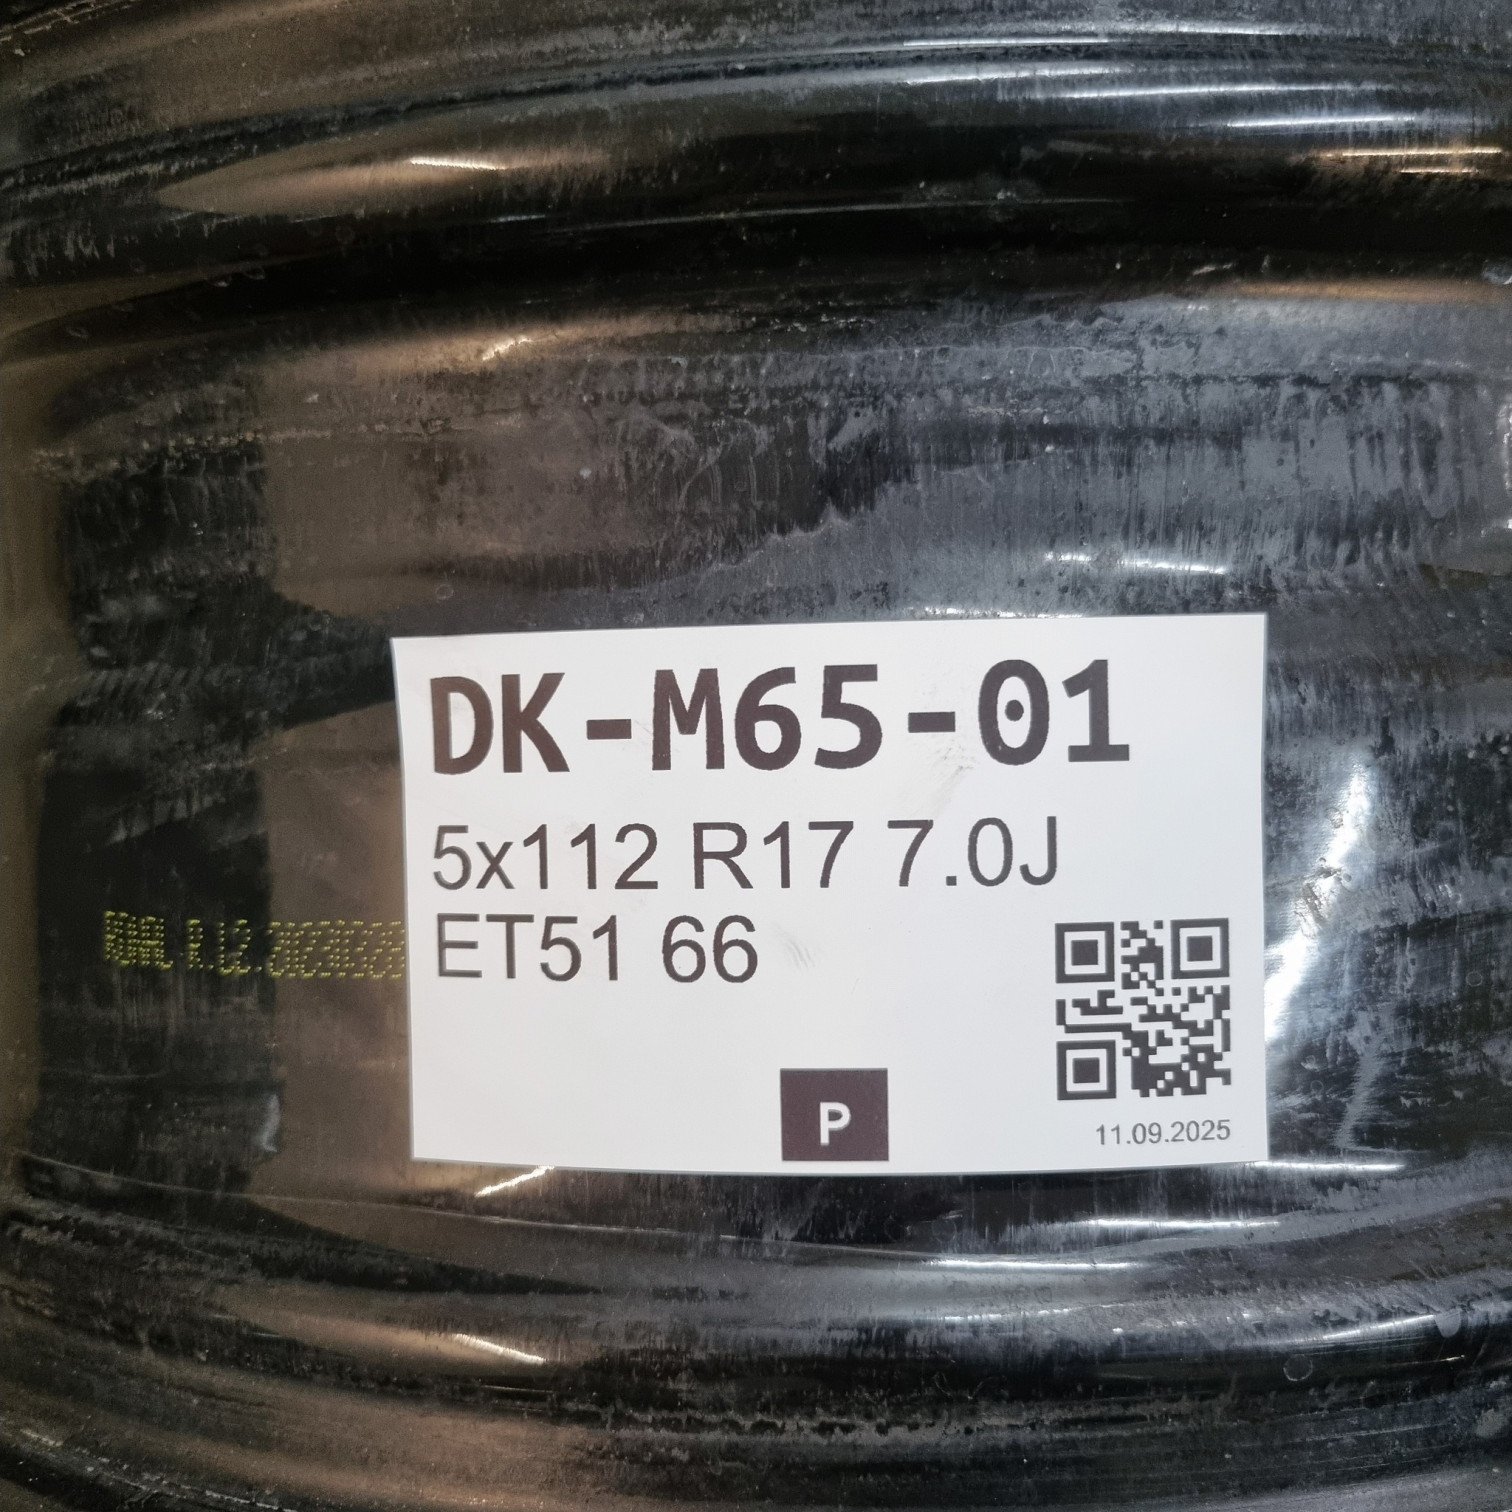 DK-M65-01
5x112 R17 7.0J
ET51 66
P
11.09.2025